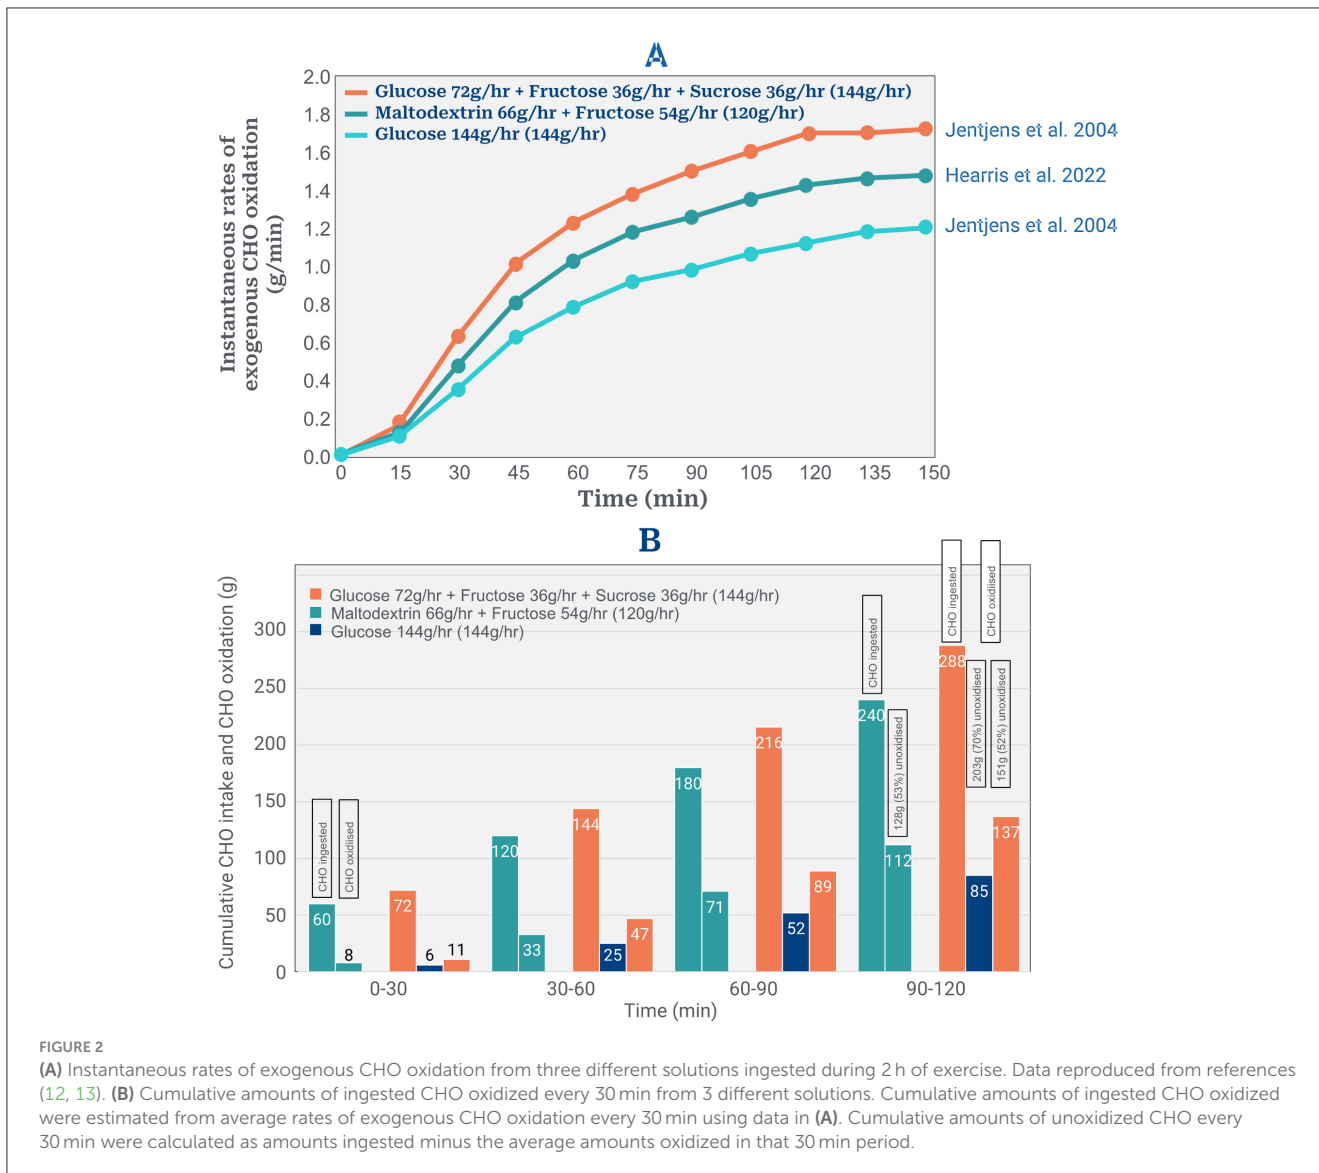 A
Instantaneous rates of
exogenous CHO oxidation
(g/min)
2.0
1.8
1.6
1.4
1.2
1.0
0.8
0.6
0.4
0.2
0.0
Glucose 72g/hr + Fructose 36g/hr + Sucrose 36g/hr (144g/hr)
Maltodextrin 66g/hr + Fructose 54g/hr (120g/hr)
Glucose 144g/hr (144g/hr)
Jentjens et al. 2004
Hearris et al. 2022
Jentjens et al. 2004
0 15 30 45 60 75 90 105 120 135 150
Time (min)
B
Cumulative CHO intake and CHO oxidation (g)
300
250
200
150
100
50
0
Glucose 72g/hr + Fructose 36g/hr + Sucrose 36g/hr (144g/hr)
Maltodextrin 66g/hr + Fructose 54g/hr (120g/hr)
Glucose 144g/hr (144g/hr)
CHO ingested
CHO oxidiised
60
8
72
6
11
120
33
144
25
47
180
71
216
52
89
CHO ingested
240
128g (53%) unoxidised
112
CHO ingested
288
CHO oxidised
203g (70%) unoxidised
85
151g (52%) unoxidised
137
0-30 30-60 60-90 90-120
Time (min)
FIGURE 2
(A) Instantaneous rates of exogenous CHO oxidation from three different solutions ingested during 2 h of exercise. Data reproduced from references
(12, 13). (B) Cumulative amounts of ingested CHO oxidized every 30 min from 3 different solutions. Cumulative amounts of ingested CHO oxidized
were estimated from average rates of exogenous CHO oxidation every 30 min using data in (A). Cumulative amounts of unoxidized CHO every
30 min were calculated as amounts ingested minus the average amounts oxidized in that 30 min period.